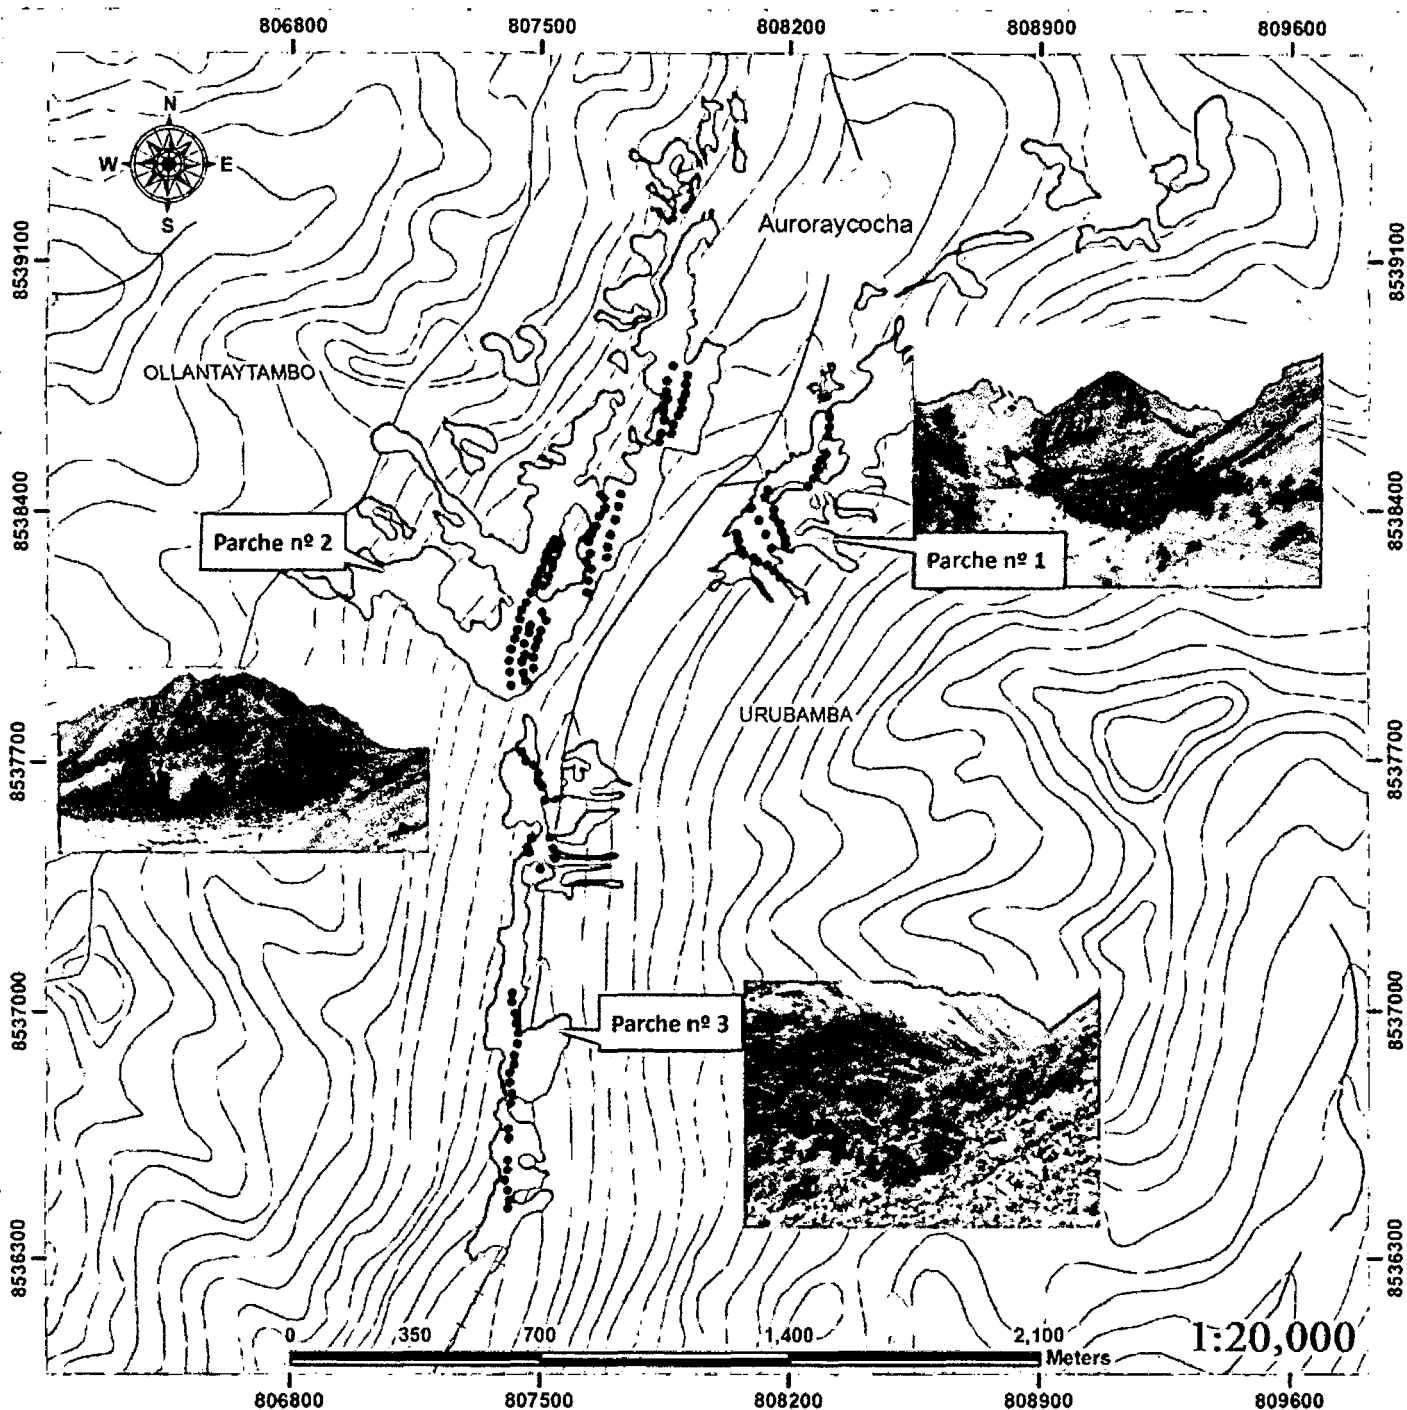 806800 807500 808200 808900 809600
N
W E
S
Auroraycocha
8539100 8539100
OLLANTAYTAMBO
8538400 8538400
Parche nº 2
Parche nº 1
URUBAMBA
8537700 8537700
8537000 8537000
Parche nº 3
8536300 8536300
0 350 700 1,400 2,100
Meters
1:20,000
806800 807500 808200 808900 809600